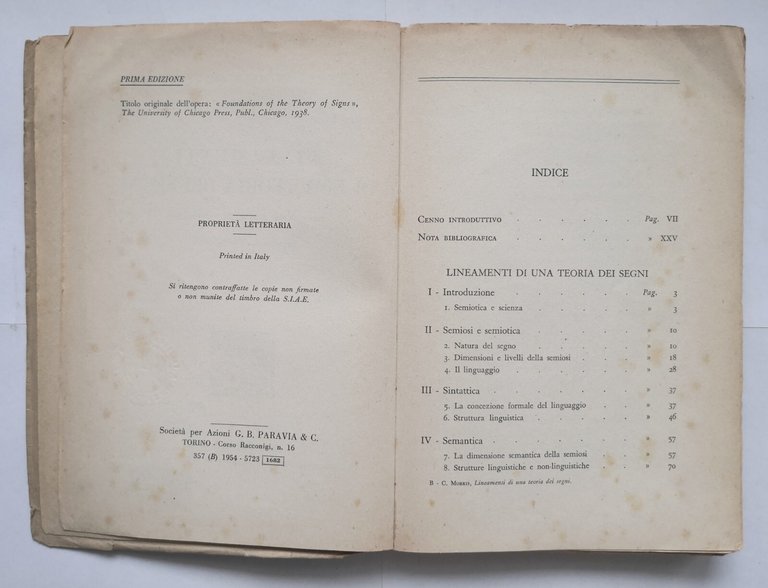 PRIMA EDIZIONE
Titolo originale dell'opera: « Foundations of the Theory of Signs »,
The University of Chicago Press, Publ., Chicago, 1938.
PROPRIETÀ LETTERARIA
Printed in Italy
Si ritengono contraffatte le copie non firmate
o non munite del timbro della S.I.A.E.
Società per Azioni G. B. PARAVIA & C.
TORINO - Corso Racconigi, n. 16
357 (B) 1954 - 5723 1682
INDICE
CENNO INTRODUTTIVO . . . . . . Pag. VII
NOTA BIBLIOGRAFICA . . . . . . » XXV
LINEAMENTI DI UNA TEORIA DEI SEGNI
I - Introduzione . . . . . . Pag. 3
1. Semiotica e scienza . . . . . » 3
II - Semiosi e semiotica . . . . . » 10
2. Natura del segno . . . . . » 10
3. Dimensioni e livelli della semiosi . . . » 18
4. Il linguaggio . . . . . . » 28
III - Sintattica . . . . . . . » 37
5. La concezione formale del linguaggio . . » 37
6. Struttura linguistica . . . . . » 46
IV - Semantica . . . . . . . » 57
7. La dimensione semantica della semiosi . . » 57
8. Strutture linguistiche e non-linguistiche . . » 70
B - C. MORRIS, Lineamenti di una teoria dei segni.